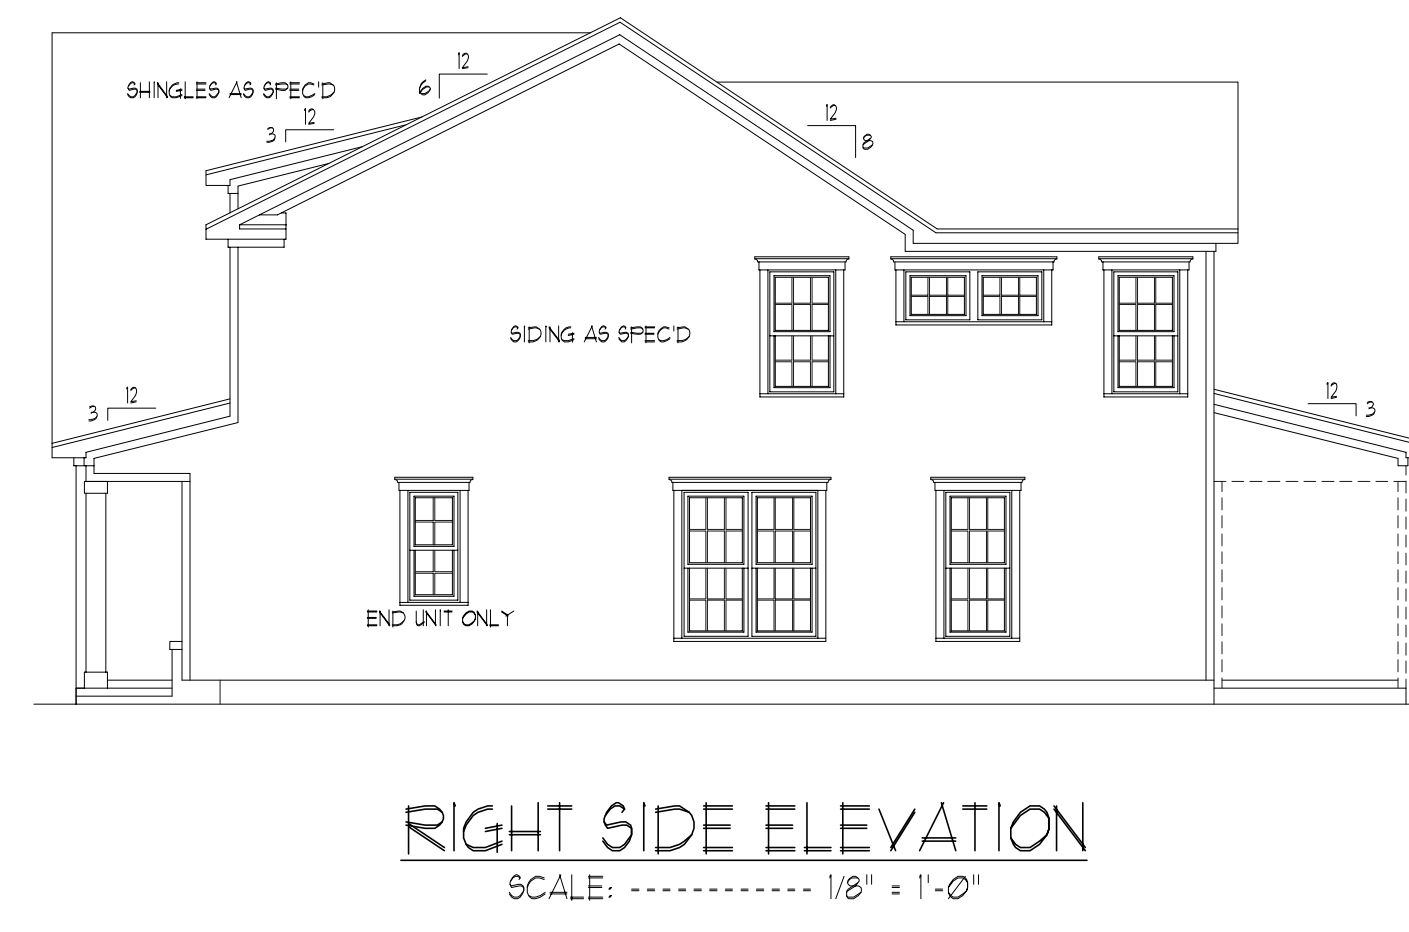 12
6
SHINGLES AS SPEC'D
12
3
12
8
SIDING AS SPEC'D
12
3
12
3
END UNIT ONLY
RIGHT SIDE ELEVATION
SCALE: ------------ 1/8" = 1'-0"